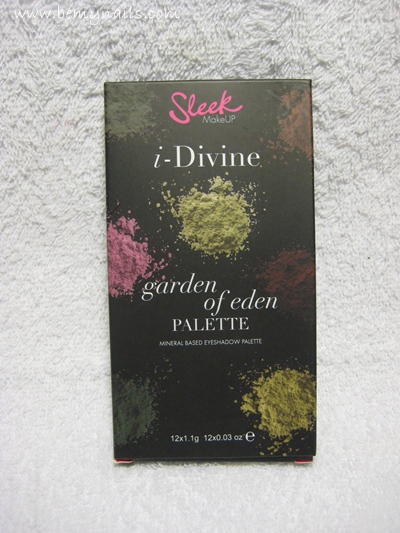 www.bemynails.com
Sleek
MakeUP
i-Divine
garden
of eden
PALETTE
MINERAL BASED EYESHADOW PALETTE
12x1.1g 12x0.03 oz ℮